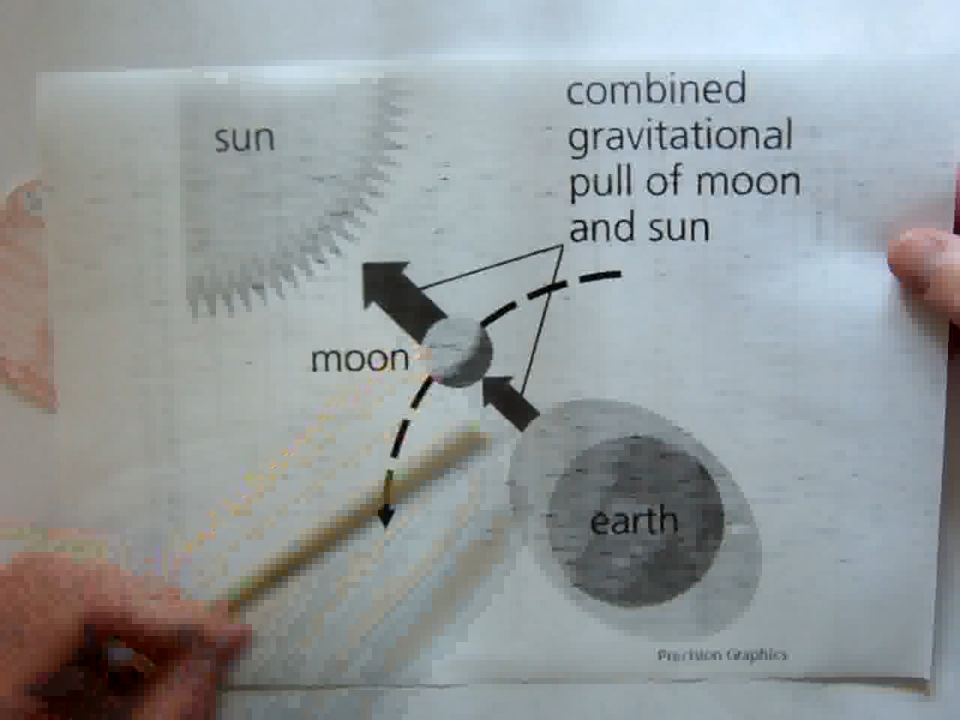 sun
combined
gravitational
pull of moon
and sun
moon
earth
Precision Graphics